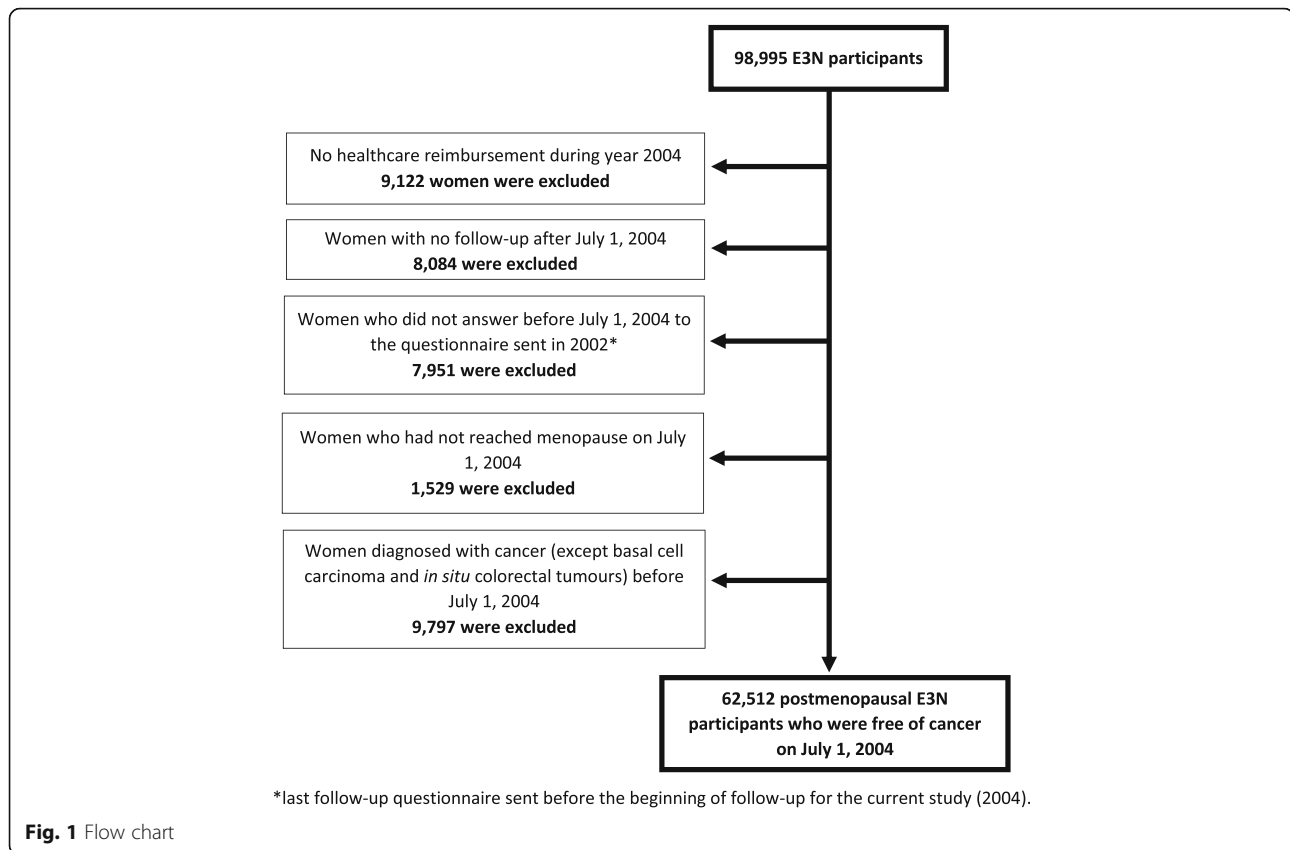 98,995 E3N participants
No healthcare reimbursement during year 2004
9,122 women were excluded
Women with no follow-up after July 1, 2004
8,084 were excluded
Women who did not answer before July 1, 2004 to
the questionnaire sent in 2002*
7,951 were excluded
Women who had not reached menopause on July
1, 2004
1,529 were excluded
Women diagnosed with cancer (except basal cell
carcinoma and in situ colorectal tumours) before
July 1, 2004
9,797 were excluded
62,512 postmenopausal E3N
participants who were free of cancer
on July 1, 2004
*last follow-up questionnaire sent before the beginning of follow-up for the current study (2004).
Fig. 1 Flow chart